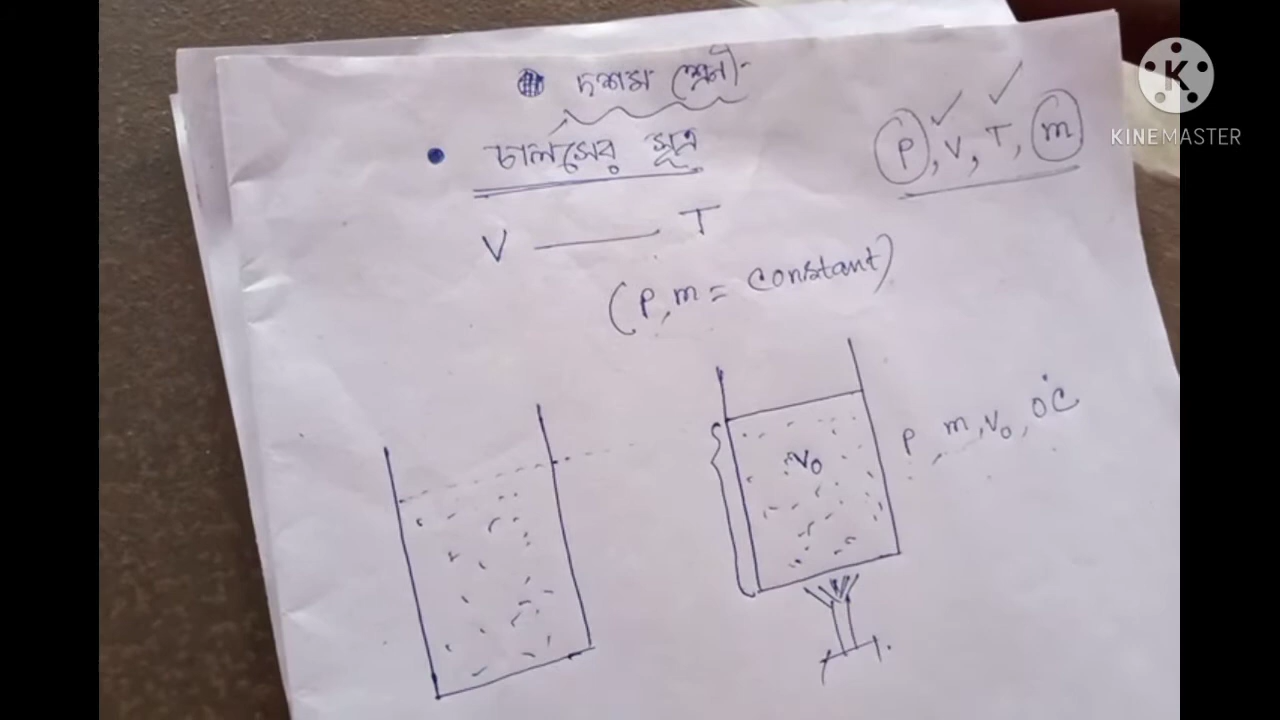 দশম শ্রেনী-
চার্লসের সূত্র
P, V, T, m
V — T
(P, m = constant)
V₀
P, m, V₀, 0°C
K
KINEMASTER